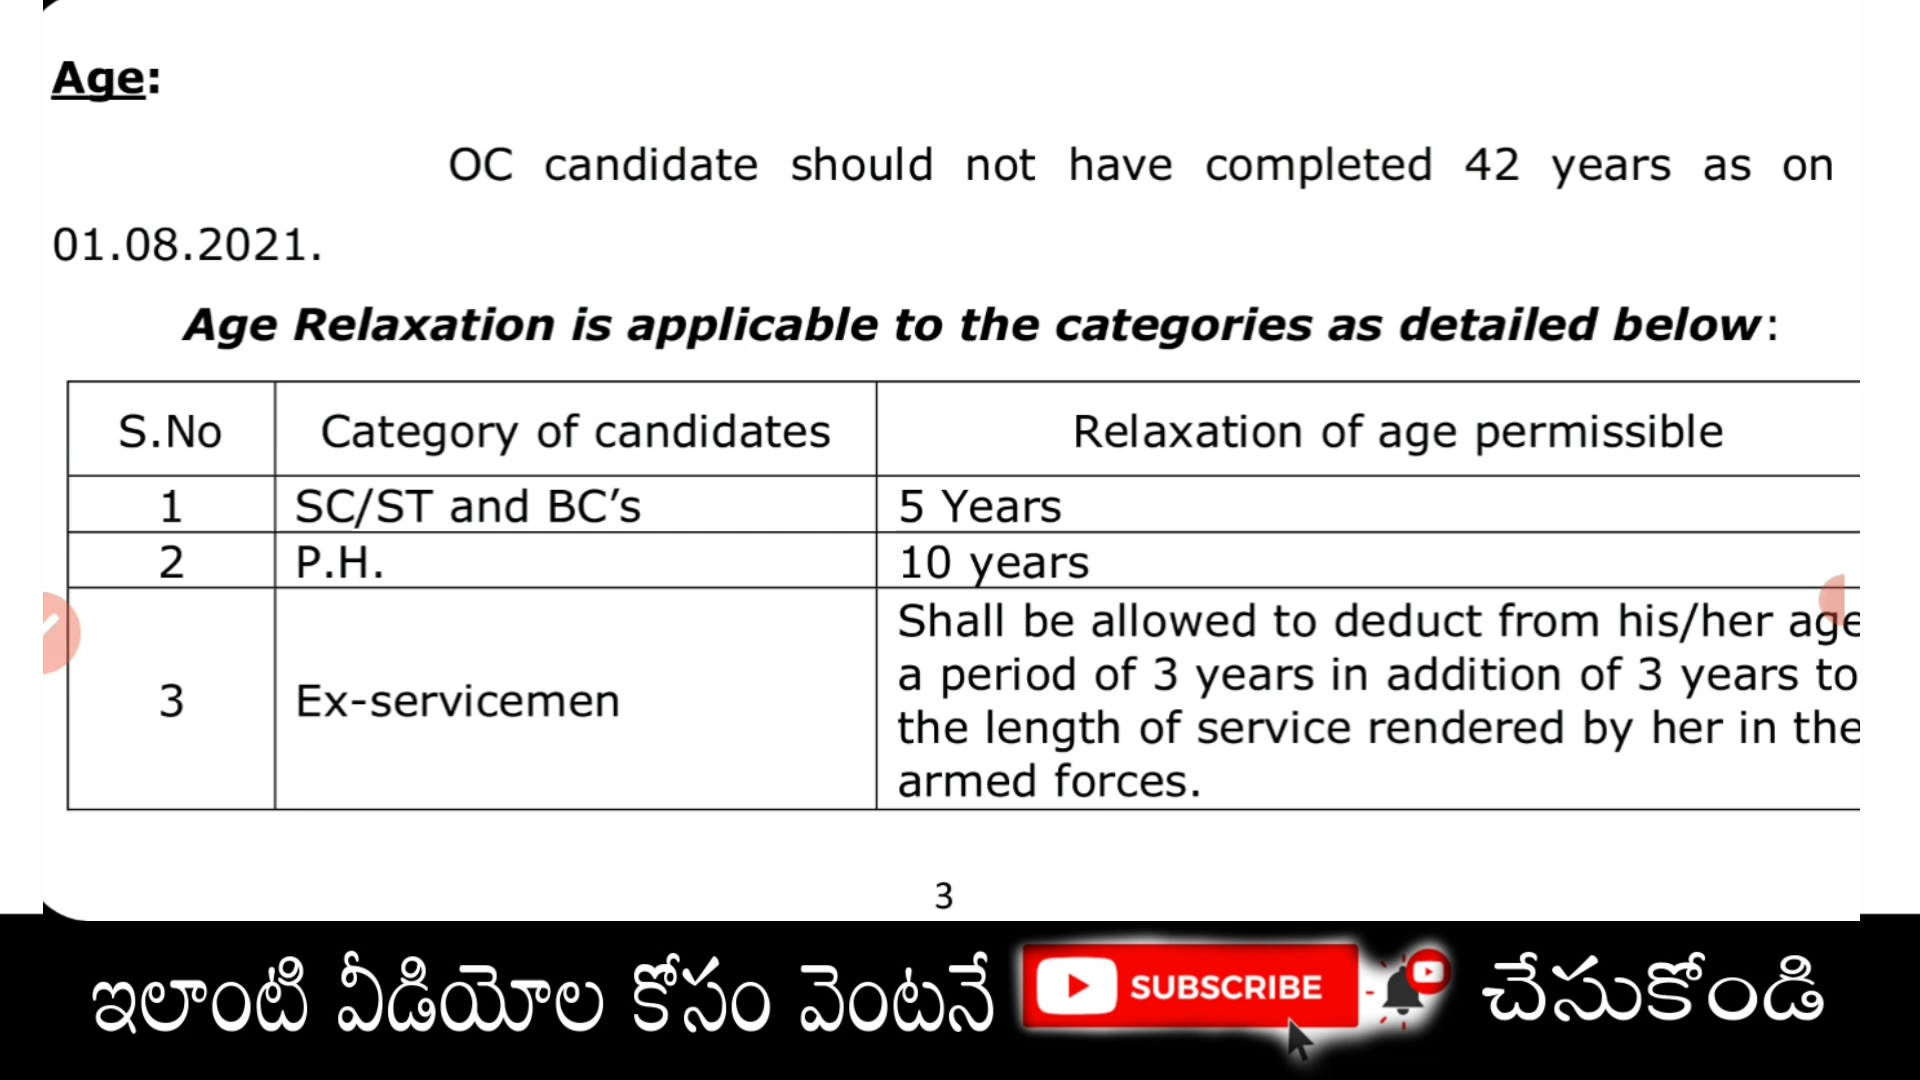 Age:
OC candidate should not have completed 42 years as on
01.08.2021.
Age Relaxation is applicable to the categories as detailed below:
S.No Category of candidates Relaxation of age permissible
1 SC/ST and BC’s 5 Years
2 P.H. 10 years
3 Ex-servicemen Shall be allowed to deduct from his/her age
a period of 3 years in addition of 3 years to
the length of service rendered by her in the
armed forces.
3
ఇలాంటి వీడియోల కోసం వెంటనే SUBSCRIBE చేసుకోండి